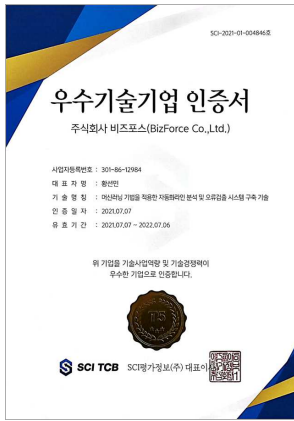 SCI-2021-01-004846호
우수기술기업 인증서
주식회사 비즈포스(BizForce Co.,Ltd.)
사업자등록번호 : 301-86-12984
대 표 자 명 : 황선민
기 술 명 칭 : 머신러닝 기법을 적용한 자동화라인 분석 및 오류검출 시스템 구축 기술
인 증 일 자 : 2021.07.07
유 효 기 간 : 2021.07.07 ~ 2022.07.06
위 기업을 기술사업역량 및 기술경쟁력이
우수한 기업으로 인증합니다.
T5
SCI TCB SCI평가정보(주) 대표이사